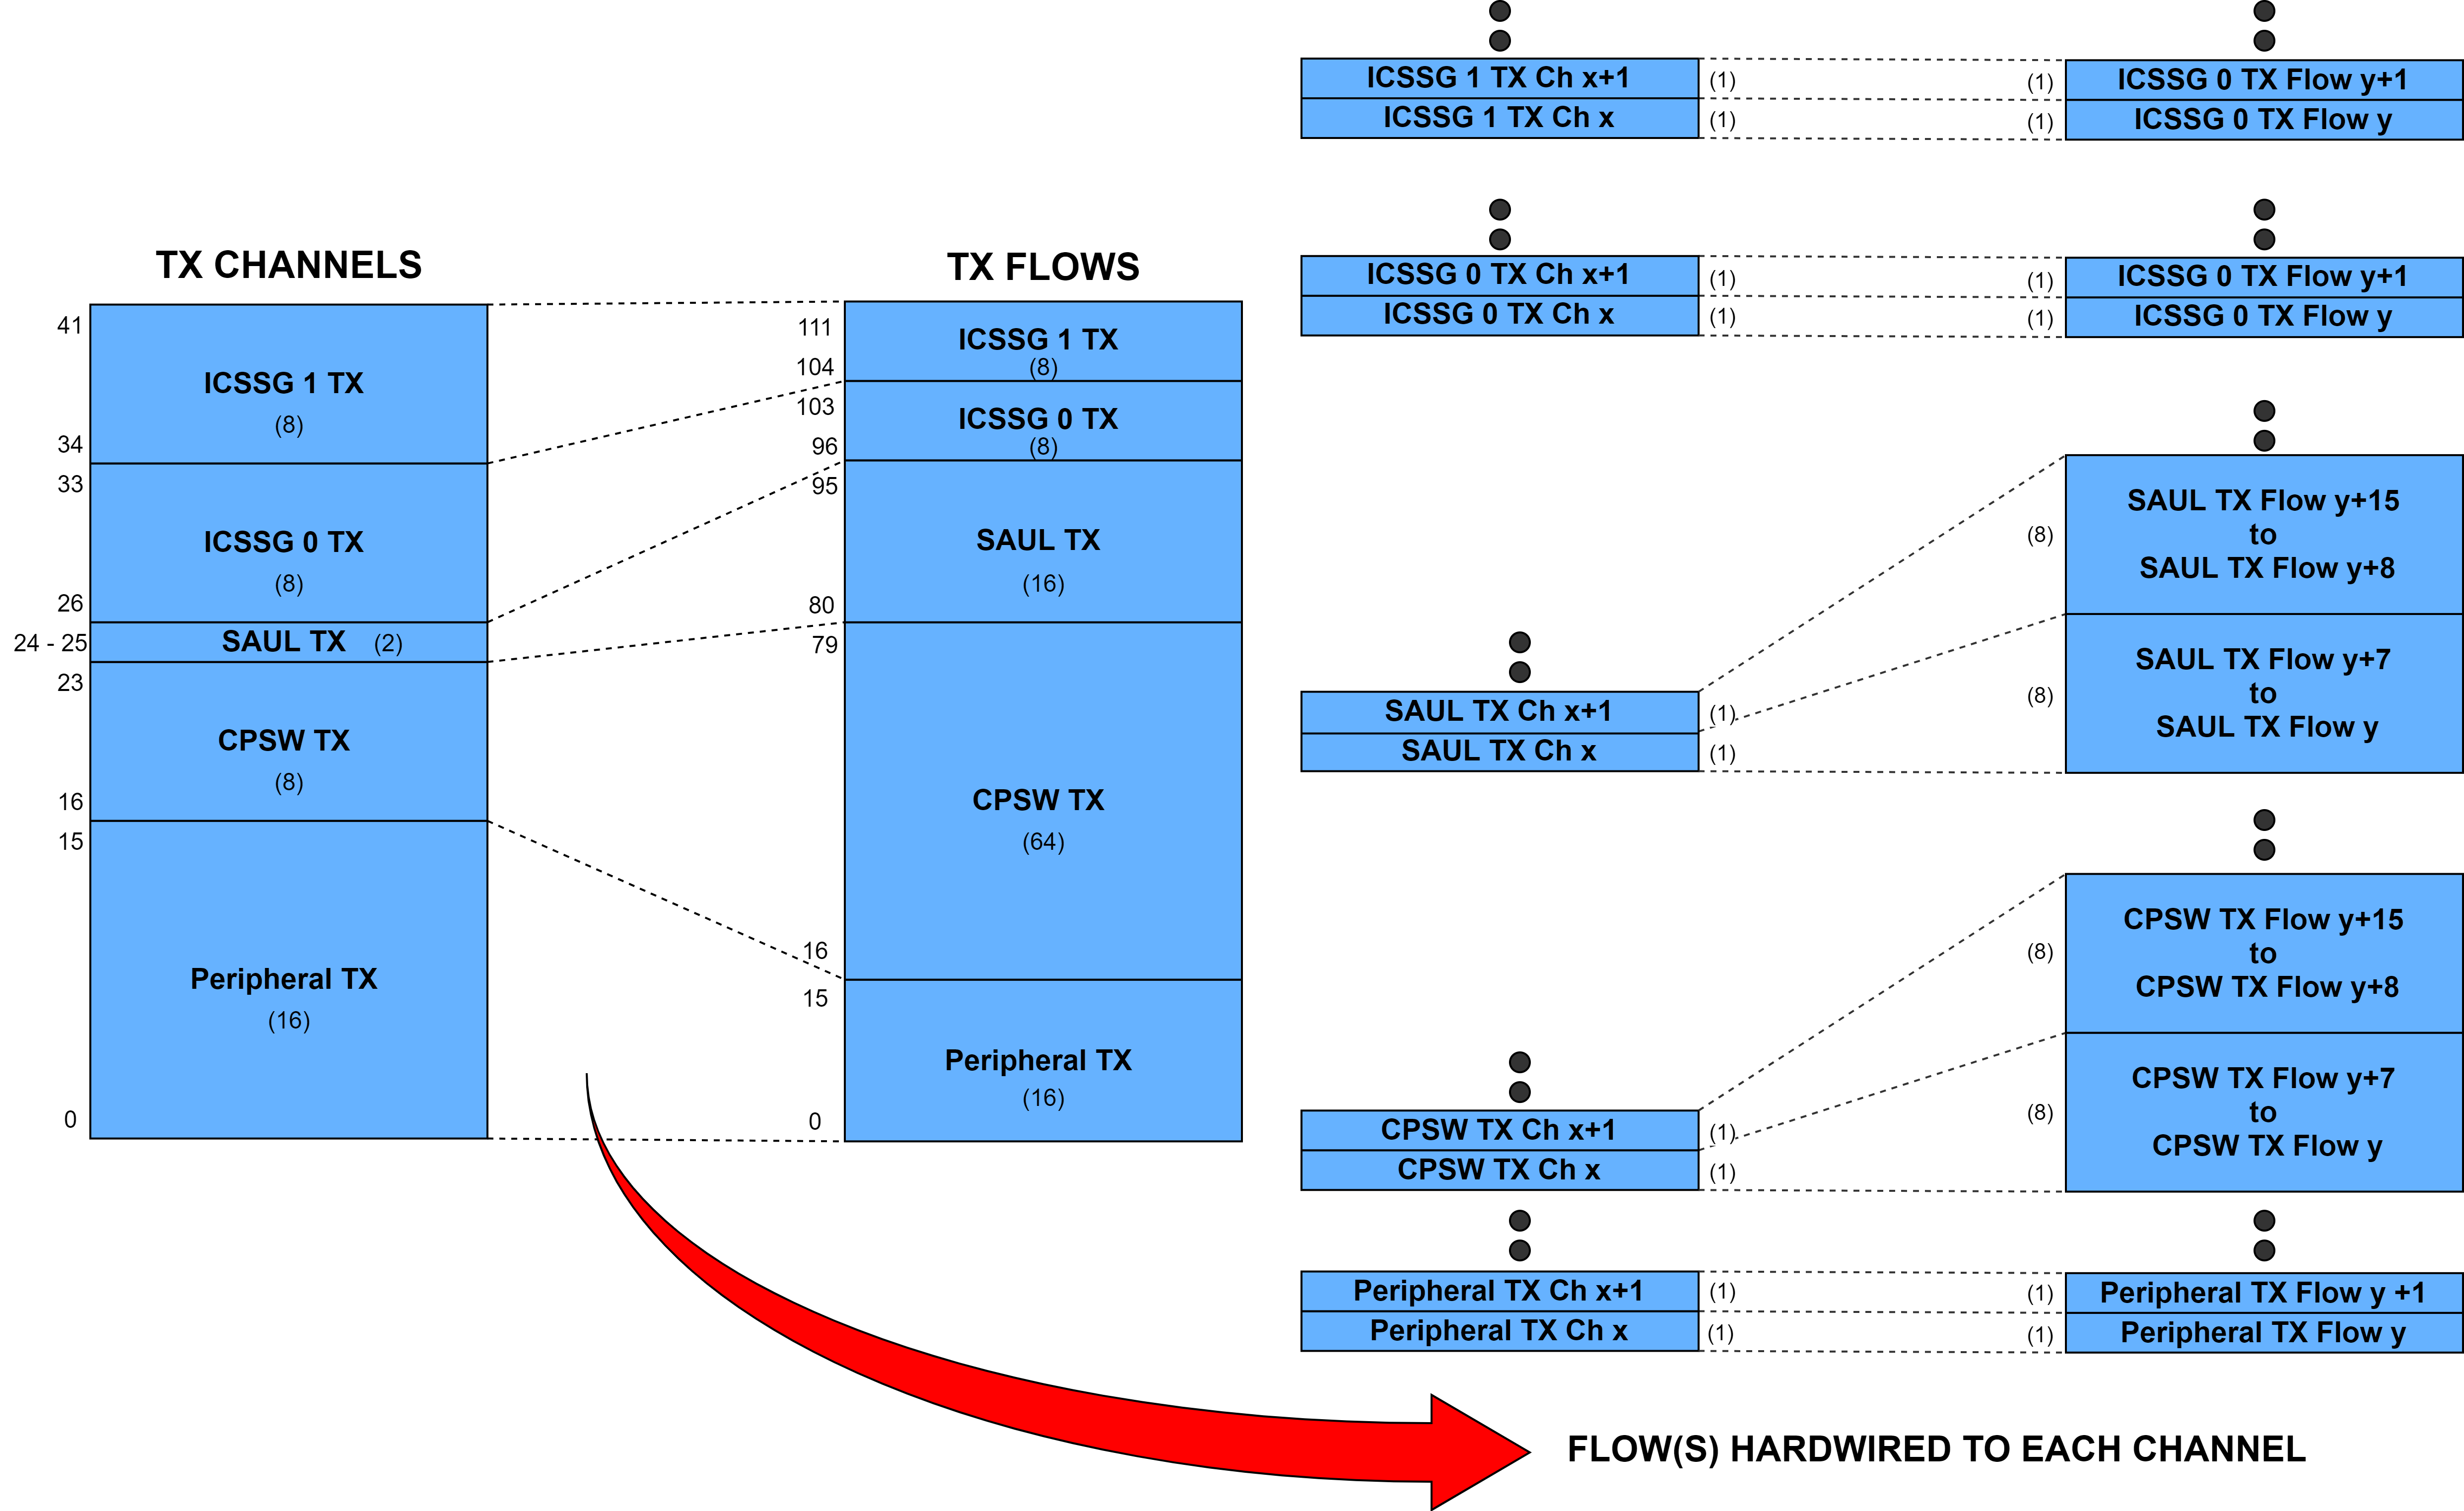 TX CHANNELS
41
ICSSG 1 TX
(8)
34
33
ICSSG 0 TX
(8)
26
24 - 25
SAUL TX (2)
23
CPSW TX
(8)
16
15
Peripheral TX
(16)
0
TX FLOWS
111
ICSSG 1 TX
104
(8)
103
ICSSG 0 TX
96
(8)
95
SAUL TX
(16)
80
79
CPSW TX
(64)
16
15
Peripheral TX
(16)
0
ICSSG 1 TX Ch x+1 (1) (1) ICSSG 0 TX Flow y+1
ICSSG 1 TX Ch x (1) (1) ICSSG 0 TX Flow y
ICSSG 0 TX Ch x+1 (1) (1) ICSSG 0 TX Flow y+1
ICSSG 0 TX Ch x (1) (1) ICSSG 0 TX Flow y
SAUL TX Ch x+1 (1)
SAUL TX Ch x (1)
SAUL TX Flow y+15
(8) to
SAUL TX Flow y+8
SAUL TX Flow y+7
(8) to
SAUL TX Flow y
CPSW TX Ch x+1 (1)
CPSW TX Ch x (1)
CPSW TX Flow y+15
(8) to
CPSW TX Flow y+8
CPSW TX Flow y+7
(8) to
CPSW TX Flow y
Peripheral TX Ch x+1 (1) (1) Peripheral TX Flow y +1
Peripheral TX Ch x (1) (1) Peripheral TX Flow y
FLOW(S) HARDWIRED TO EACH CHANNEL